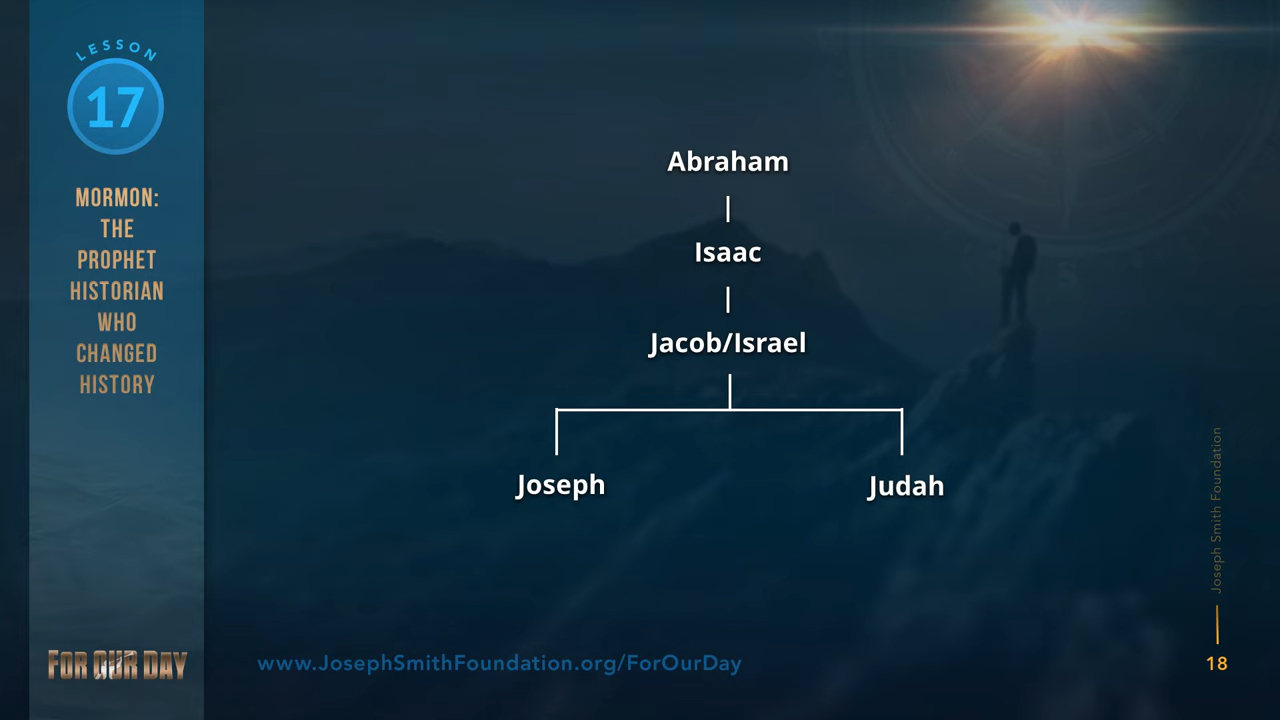 LESSON
17
MORMON:
THE
PROPHET
HISTORIAN
WHO
CHANGED
HISTORY
Abraham
Isaac
Jacob/Israel
Joseph Judah
FOR OUR DAY
www.JosephSmithFoundation.org/ForOurDay
Joseph Smith Foundation
18
S